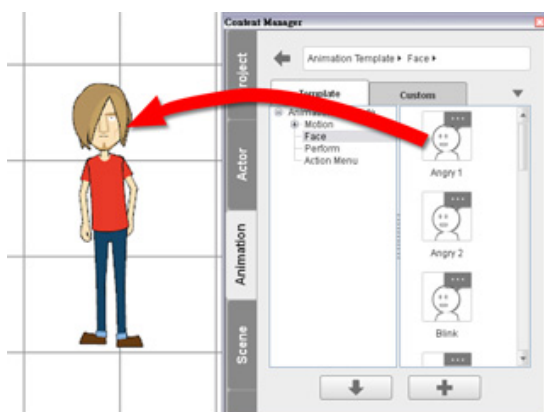 Content Manager
Project
Animation Template ▸ Face ▸
Template
Custom
Motion
Face
Perform
Action Menu
Actor
Angry 1
Animation
Angry 2
Blink
Scene